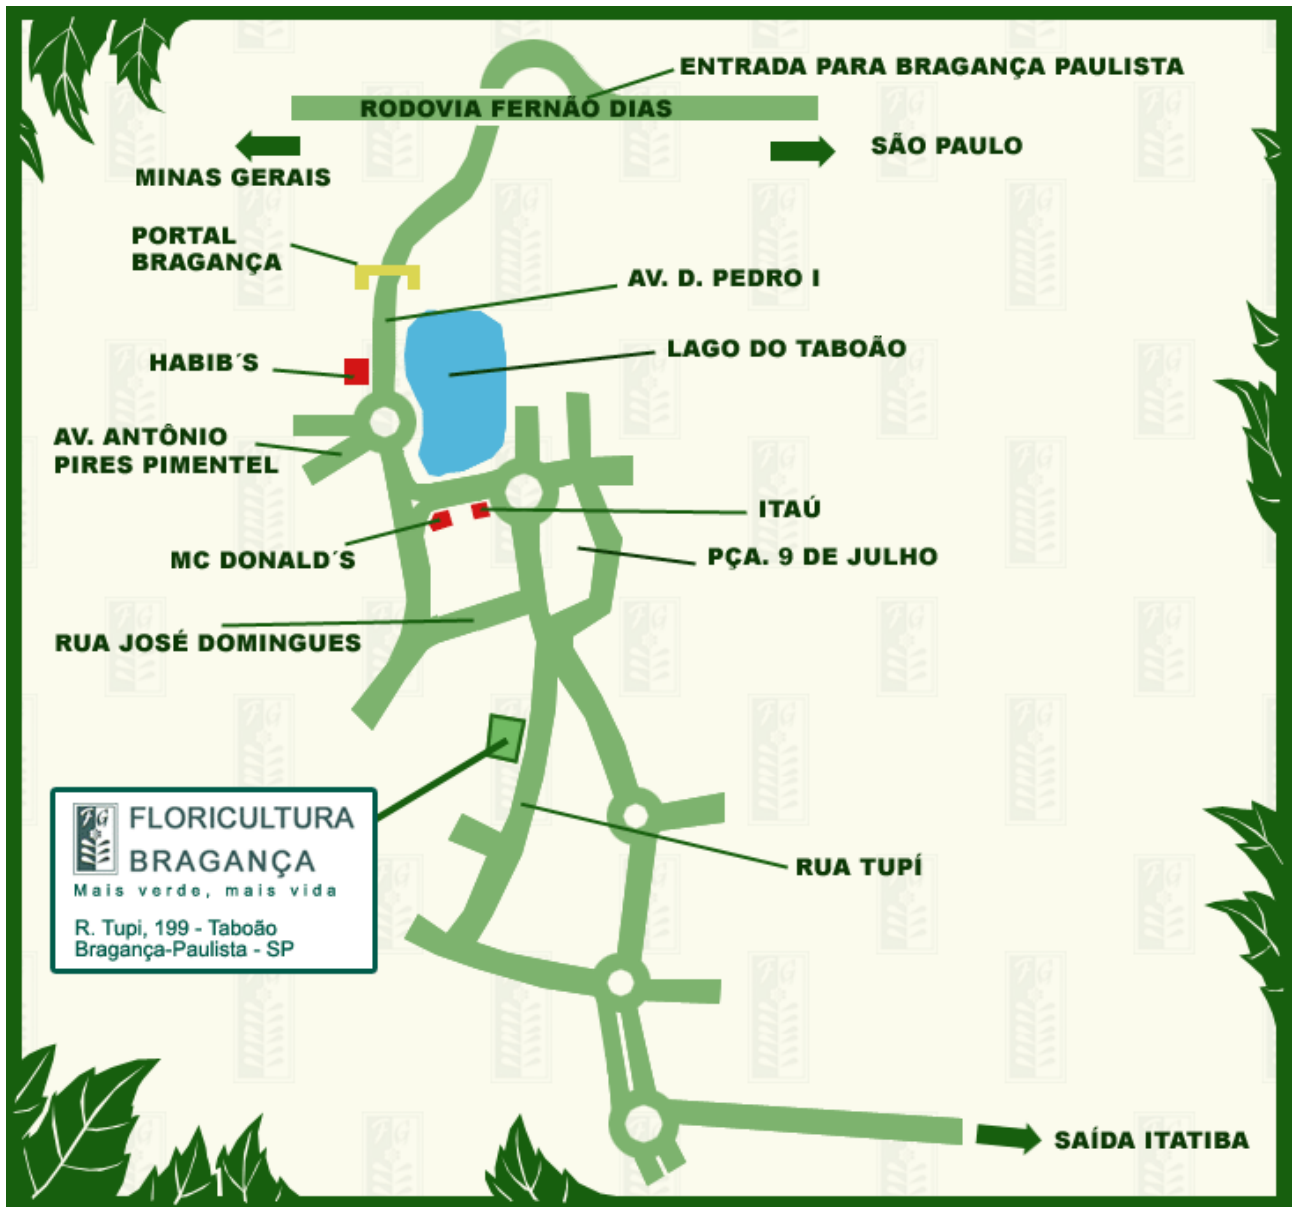 ENTRADA PARA BRAGANÇA PAULISTA
RODOVIA FERNÃO DIAS
SÃO PAULO
MINAS GERAIS
PORTAL
BRAGANÇA
AV. D. PEDRO I
LAGO DO TABOÃO
HABIB´S
AV. ANTÔNIO
PIRES PIMENTEL
ITAÚ
MC DONALD´S
PÇA. 9 DE JULHO
RUA JOSÉ DOMINGUES
FG
FLORICULTURA
BRAGANÇA
Mais verde, mais vida
R. Tupi, 199 - Taboão
Bragança-Paulista - SP
RUA TUPÍ
SAÍDA ITATIBA